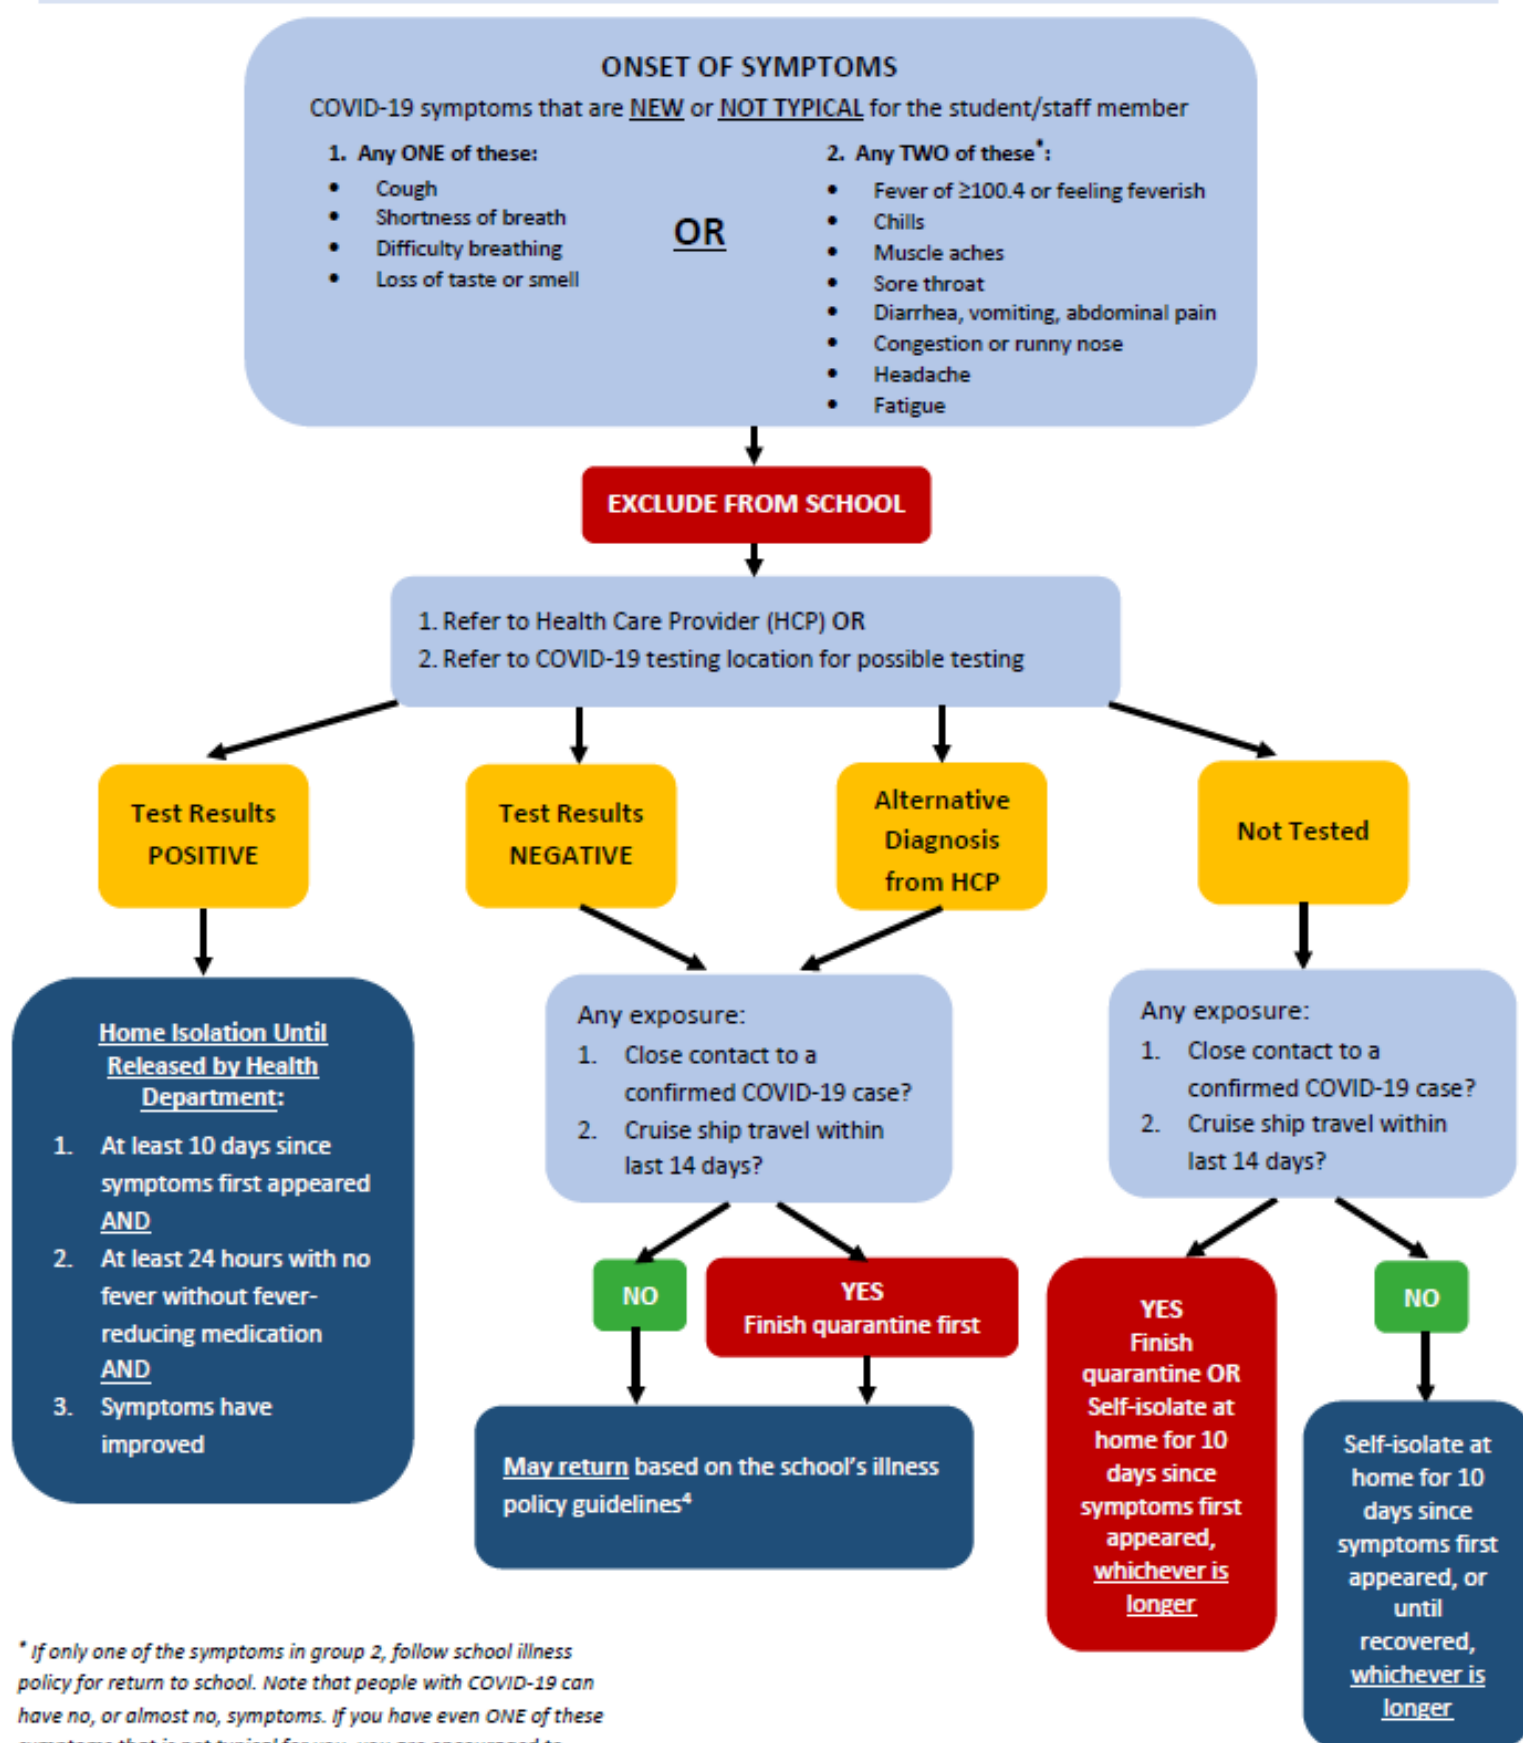 ONSET OF SYMPTOMS
COVID-19 symptoms that are NEW or NOT TYPICAL for the student/staff member
1. Any ONE of these:
• Cough
• Shortness of breath
• Difficulty breathing
• Loss of taste or smell
OR
2. Any TWO of these*:
• Fever of ≥100.4 or feeling feverish
• Chills
• Muscle aches
• Sore throat
• Diarrhea, vomiting, abdominal pain
• Congestion or runny nose
• Headache
• Fatigue
EXCLUDE FROM SCHOOL
1. Refer to Health Care Provider (HCP) OR
2. Refer to COVID-19 testing location for possible testing
Test Results
POSITIVE
Test Results
NEGATIVE
Alternative
Diagnosis
from HCP
Not Tested
Home Isolation Until
Released by Health
Department:
1. At least 10 days since
symptoms first appeared
AND
2. At least 24 hours with no
fever without fever-
reducing medication
AND
3. Symptoms have
improved
Any exposure:
1. Close contact to a
confirmed COVID-19 case?
2. Cruise ship travel within
last 14 days?
NO
YES
Finish quarantine first
May return based on the school's illness
policy guidelines⁴
Any exposure:
1. Close contact to a
confirmed COVID-19 case?
2. Cruise ship travel within
last 14 days?
YES
Finish
quarantine OR
Self-isolate at
home for 10
days since
symptoms first
appeared,
whichever is
longer
NO
Self-isolate at
home for 10
days since
symptoms first
appeared, or
until
recovered,
whichever is
longer
* If only one of the symptoms in group 2, follow school illness
policy for return to school. Note that people with COVID-19 can
have no, or almost no, symptoms. If you have even ONE of these
symptoms that is not typical for you, you are encouraged to